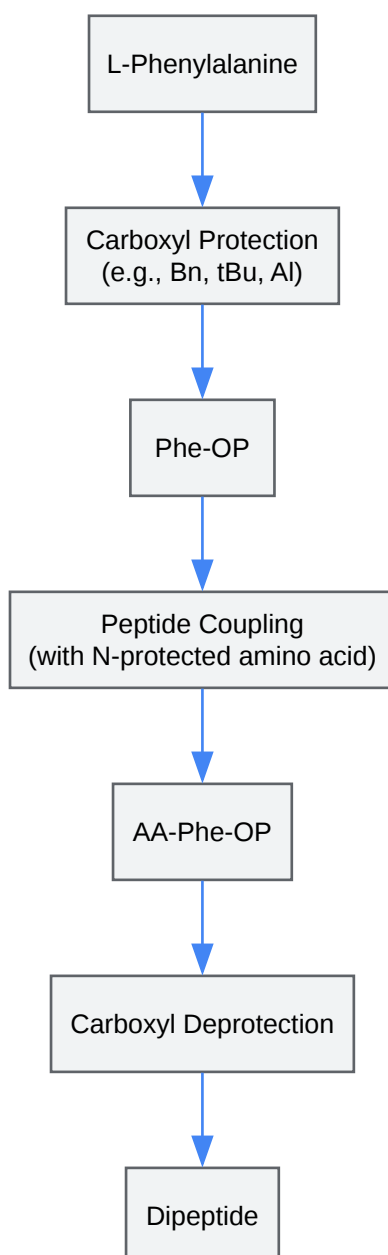 L-Phenylalanine
Carboxyl Protection
(e.g., Bn, tBu, Al)
Phe-OP
Peptide Coupling
(with N-protected amino acid)
AA-Phe-OP
Carboxyl Deprotection
Dipeptide